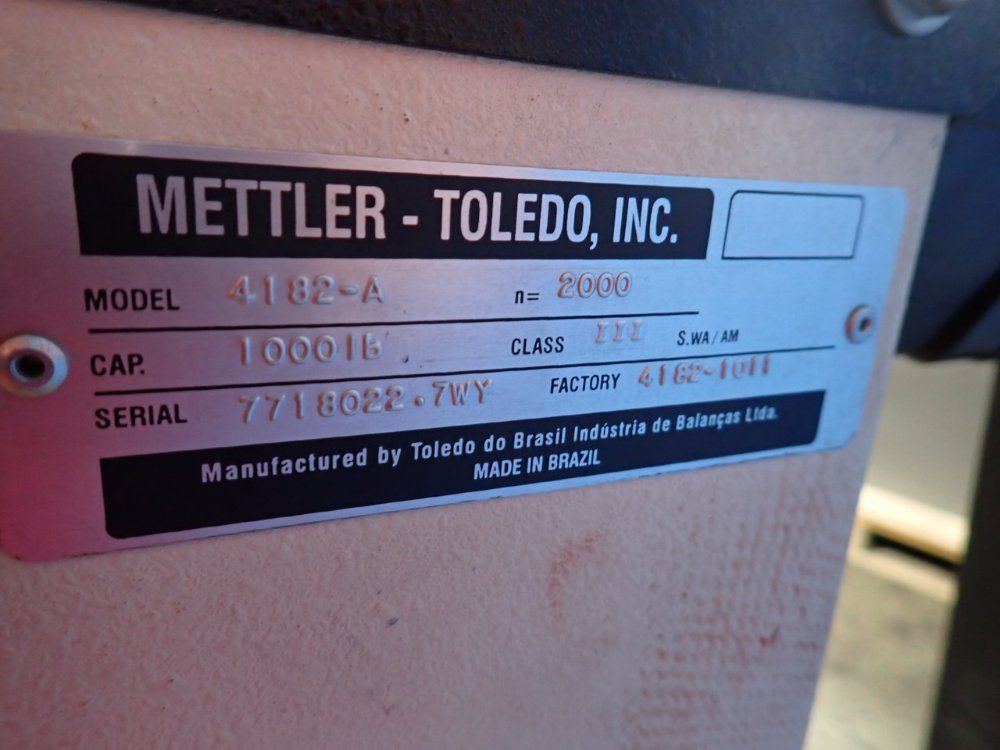 METTLER - TOLEDO, INC.
MODEL 4182-A n= 2000
CAP. 1000lb CLASS III S.WA/AM
SERIAL 7718022.7WY FACTORY 4182-1011
Manufactured by Toledo do Brasil Indústria de Balanças Ltda.
MADE IN BRAZIL